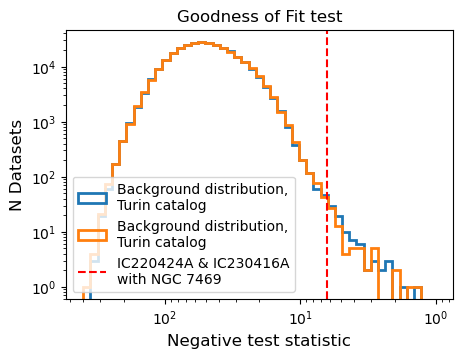 Goodness of Fit test
N Datasets
10⁴
10³
10²
10¹
10⁰
Background distribution,
Turin catalog
Background distribution,
Turin catalog
IC220424A & IC230416A
with NGC 7469
10² 10¹ 10⁰
Negative test statistic